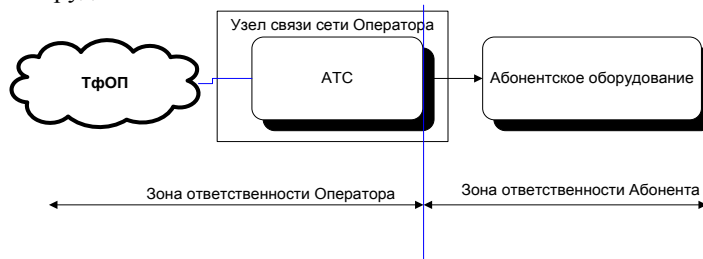 Узел связи сети Оператора
ТфОП
АТС
Абонентское оборудование
Зона ответственности Оператора
Зона ответственности Абонента